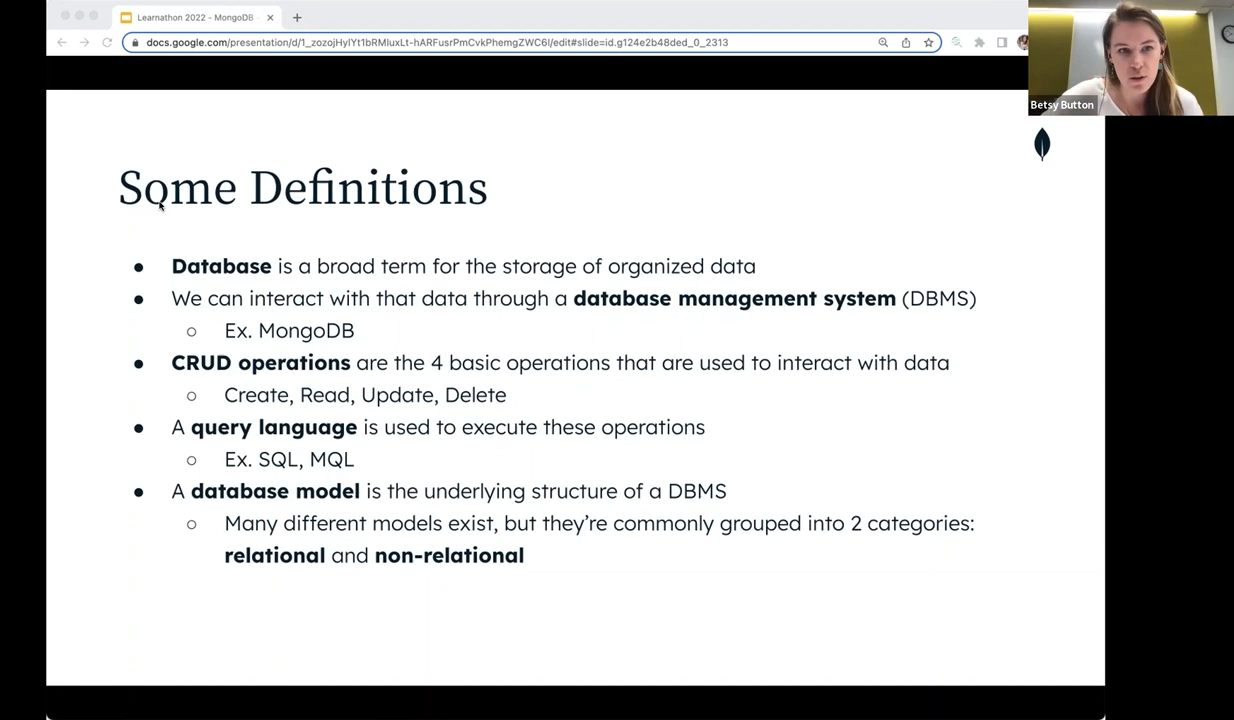 Learnathon 2022 - MongoDB
docs.google.com/presentation/d/1_zozojHyIYt1bRMluxLt-hARFusrPmCvkPhemgZWC6I/edit#slide=id.g124e2b48ded_0_2313
Betsy Button
Some Definitions
● Database is a broad term for the storage of organized data
● We can interact with that data through a database management system (DBMS)
○ Ex. MongoDB
● CRUD operations are the 4 basic operations that are used to interact with data
○ Create, Read, Update, Delete
● A query language is used to execute these operations
○ Ex. SQL, MQL
● A database model is the underlying structure of a DBMS
○ Many different models exist, but they’re commonly grouped into 2 categories:
relational and non-relational